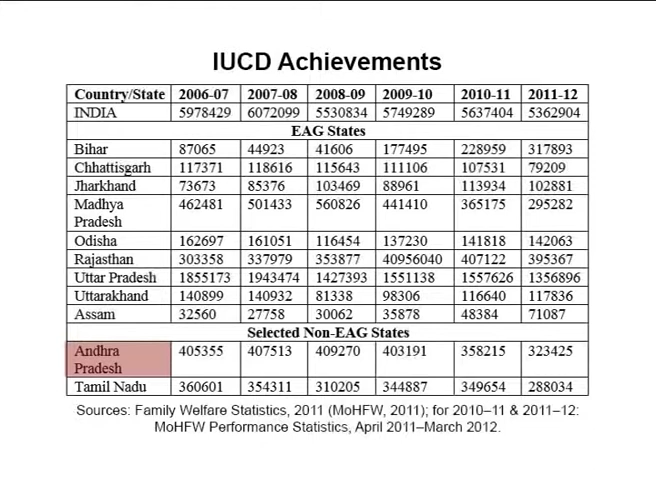 IUCD Achievements
Country/State 2006-07 2007-08 2008-09 2009-10 2010-11 2011-12
INDIA 5978429 6072099 5530834 5749289 5637404 5362904
EAG States
Bihar 87065 44923 41606 177495 228959 317893
Chhattisgarh 117371 118616 115643 111106 107531 79209
Jharkhand 73673 85376 103469 88961 113934 102881
Madhya 462481 501433 560826 441410 365175 295282
Pradesh
Odisha 162697 161051 116454 137230 141818 142063
Rajasthan 303358 337979 353877 40956040 407122 395367
Uttar Pradesh 1855173 1943474 1427393 1551138 1557626 1356896
Uttarakhand 140899 140932 81338 98306 116640 117836
Assam 32560 27758 30062 35878 48384 71087
Selected Non-EAG States
Andhra 405355 407513 409270 403191 358215 323425
Pradesh
Tamil Nadu 360601 354311 310205 344887 349654 288034
Sources: Family Welfare Statistics, 2011 (MoHFW, 2011); for 2010–11 & 2011–12:
MoHFW Performance Statistics, April 2011–March 2012.